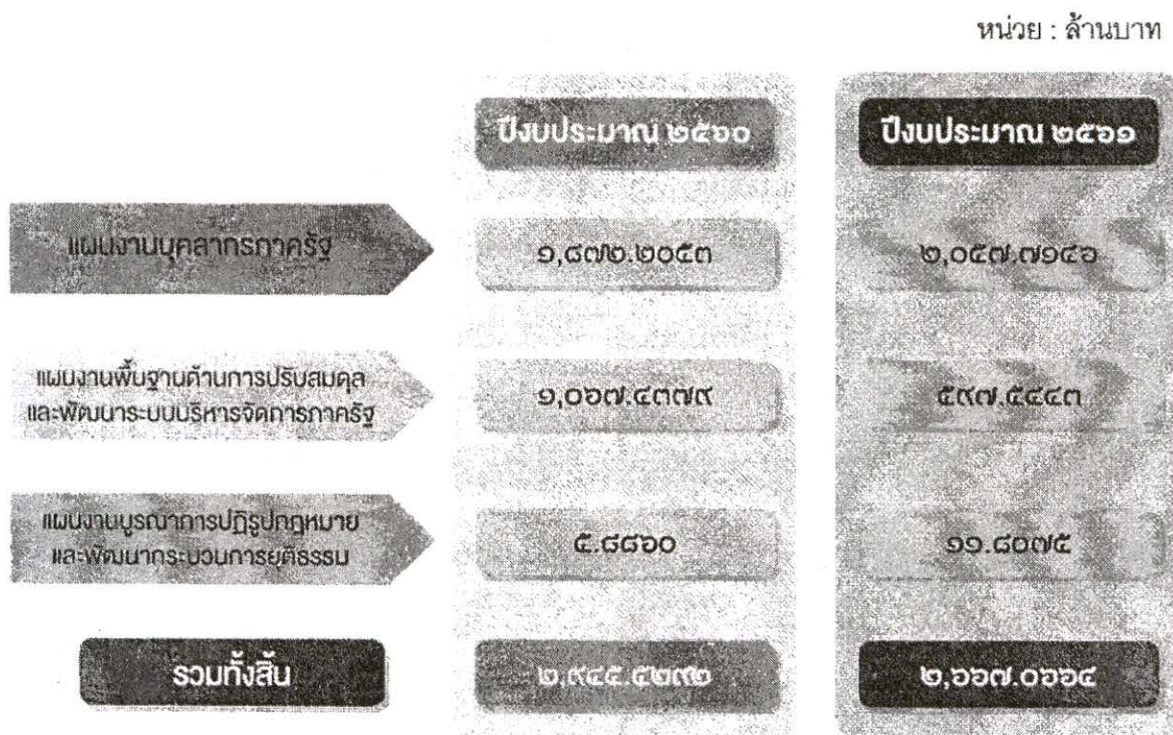 หน่วย : ล้านบาท
ปีงบประมาณ ๒๕๖๐
ปีงบประมาณ ๒๕๖๑
แผนงานบุคลากรภาครัฐ
๑,๘๗๒.๒๐๕๓
๒,๐๕๗.๗๑๔๖
แผนงานพื้นฐานด้านการปรับสมดุล
และพัฒนาระบบบริหารจัดการภาครัฐ
๑,๐๖๗.๔๓๗๙
๕๙๗.๕๔๔๓
แผนงานบูรณาการปฏิรูปกฎหมาย
และพัฒนากระบวนการยุติธรรม
๕.๘๘๖๐
๑๑.๘๐๗๕
รวมทั้งสิ้น
๒,๙๔๕.๕๒๙๒
๒,๖๖๗.๐๖๖๔